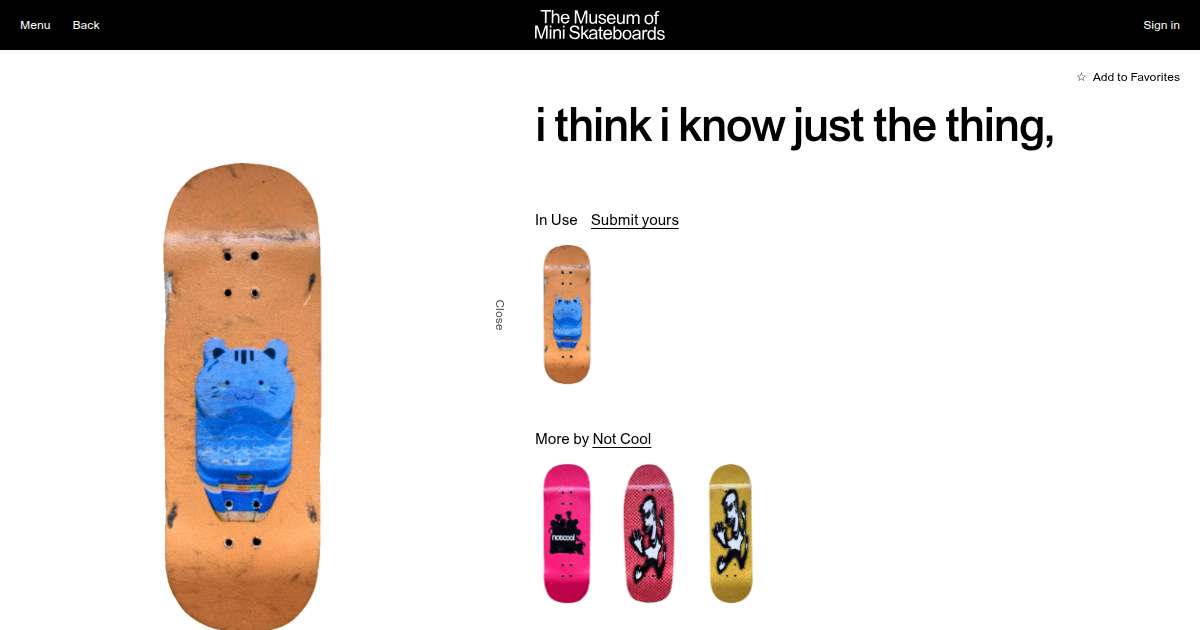 Menu
Back
The Museum of
Mini Skateboards
Sign in
☆ Add to Favorites
i think i know just the thing,
In Use
Submit yours
Close
More by Not Cool
notcool